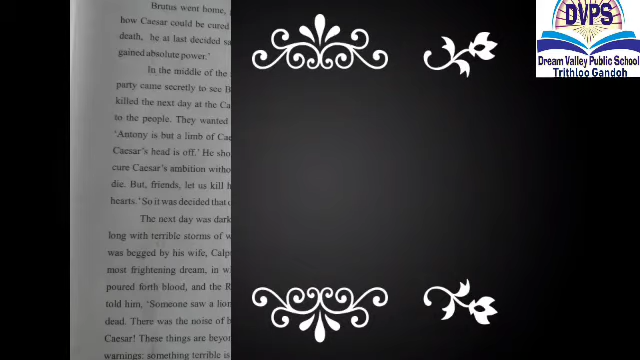 Brutus went home,
how Caesar could be cured
death, he at last decided sa
gained absolute power.'
In the middle of the
party came secretly to see B
killed the next day at the Ca
to the people. They wanted
'Antony is but a limb of Cae
Caesar's head is off.' He sho
cure Caesar's ambition witho
die. But, friends, let us kill h
hearts.' So it was decided that
The next day was dark
long with terrible storms of w
was begged by his wife, Calp
most frightening dream, in w
poured forth blood, and the R
told him, 'Someone saw a lion
dead. There was the noise of b
Caesar! These things are beyon
warnings: something terrible is
DVPS
Dream Valley Public School
Trithloo Gandoh